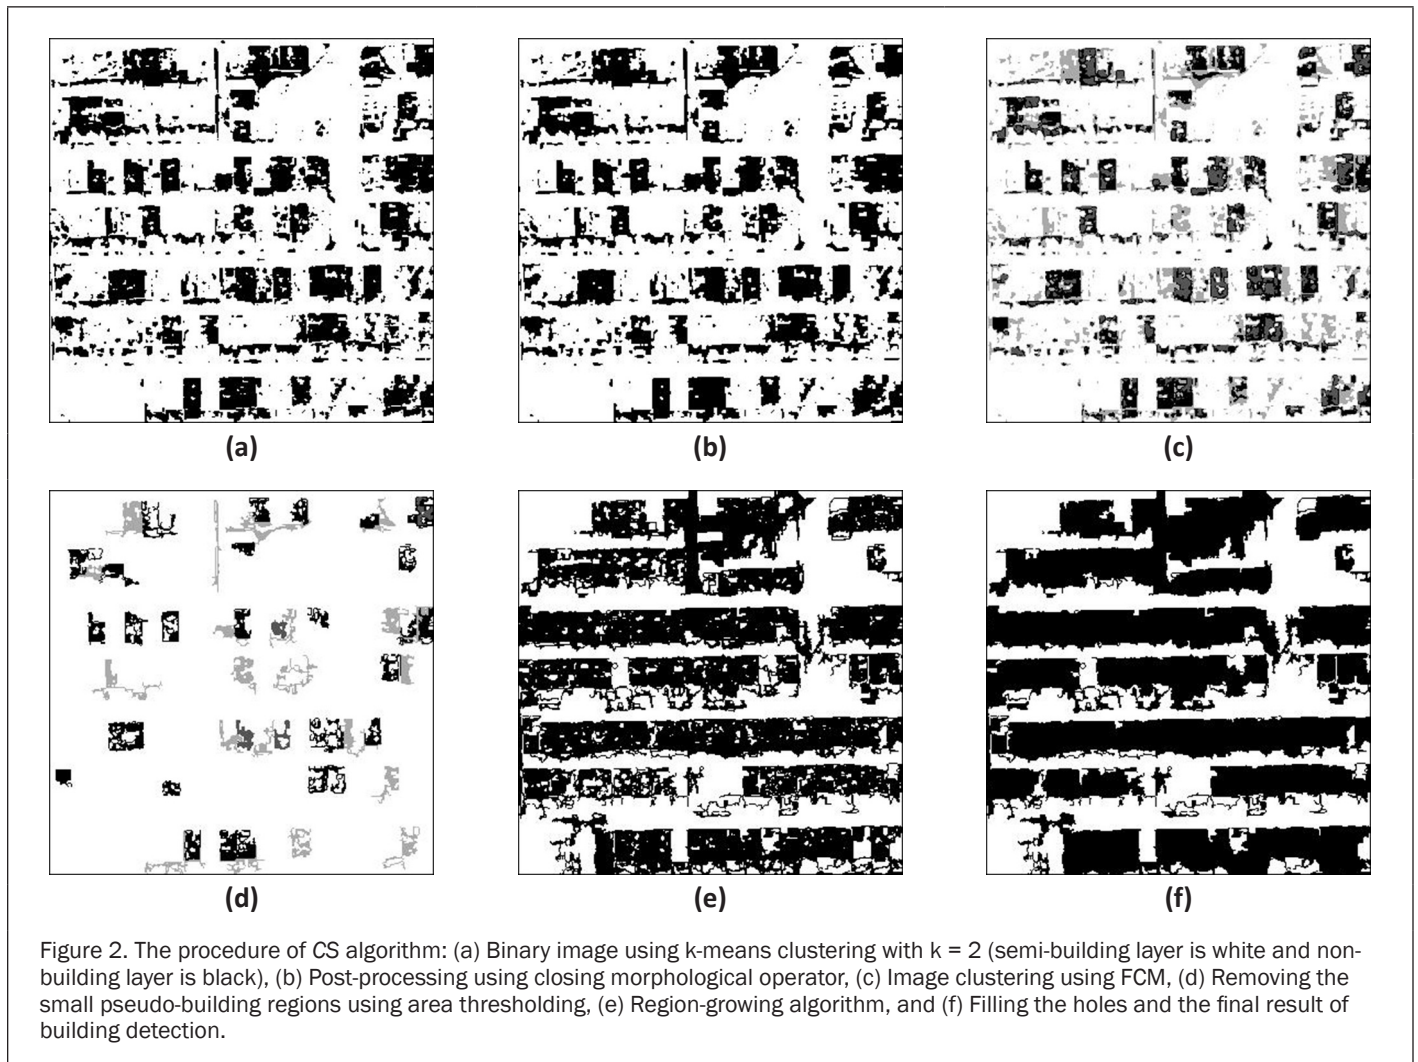 (a)
(b)
(c)
(d)
(e)
(f)
Figure 2. The procedure of CS algorithm: (a) Binary image using k-means clustering with k = 2 (semi-building layer is white and non-
building layer is black), (b) Post-processing using closing morphological operator, (c) Image clustering using FCM, (d) Removing the
small pseudo-building regions using area thresholding, (e) Region-growing algorithm, and (f) Filling the holes and the final result of
building detection.